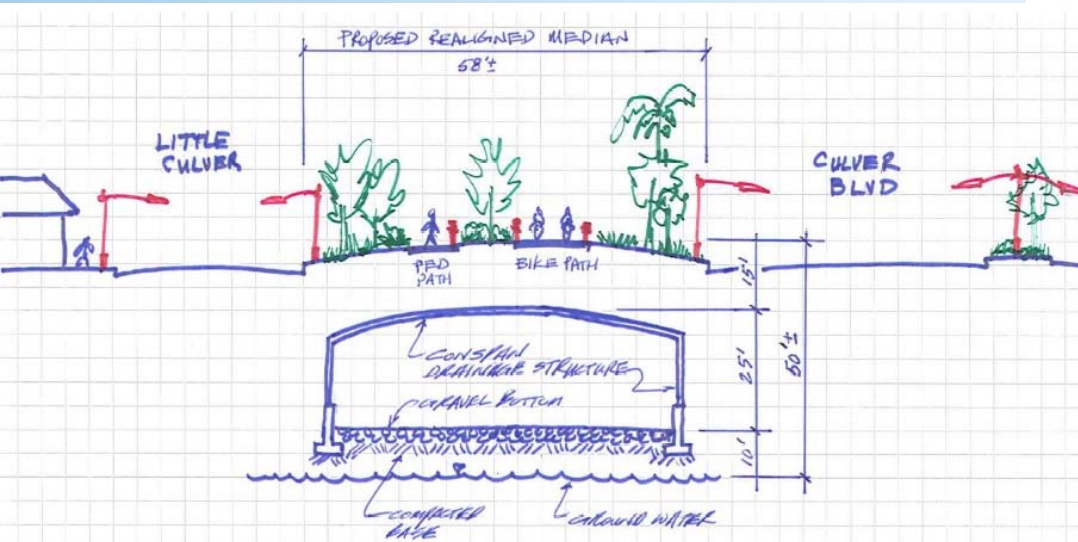 PROPOSED REALIGNED MEDIAN
58'±
LITTLE
CULVER
CULVER
BLVD
PED
PATH
BIKE PATH
15'
CONSPAN
DRAINAGE STRUCTURE
25'
50'±
GRAVEL BOTTOM
10'
COMPACTED
BASE
GROUND WATER